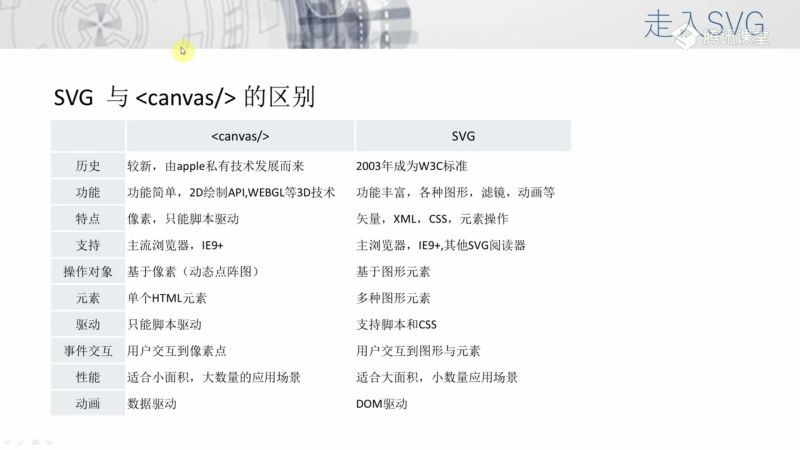 走入SVG
腾讯课堂
SVG 与 <canvas/> 的区别
<canvas/> SVG
历史 较新，由apple私有技术发展而来 2003年成为W3C标准
功能 功能简单，2D绘制API,WEBGL等3D技术 功能丰富，各种图形，滤镜，动画等
特点 像素，只能脚本驱动 矢量，XML，CSS，元素操作
支持 主流浏览器，IE9+ 主浏览器，IE9+,其他SVG阅读器
操作对象 基于像素（动态点阵图） 基于图形元素
元素 单个HTML元素 多种图形元素
驱动 只能脚本驱动 支持脚本和CSS
事件交互 用户交互到像素点 用户交互到图形与元素
性能 适合小面积，大数量的应用场景 适合大面积，小数量应用场景
动画 数据驱动 DOM驱动